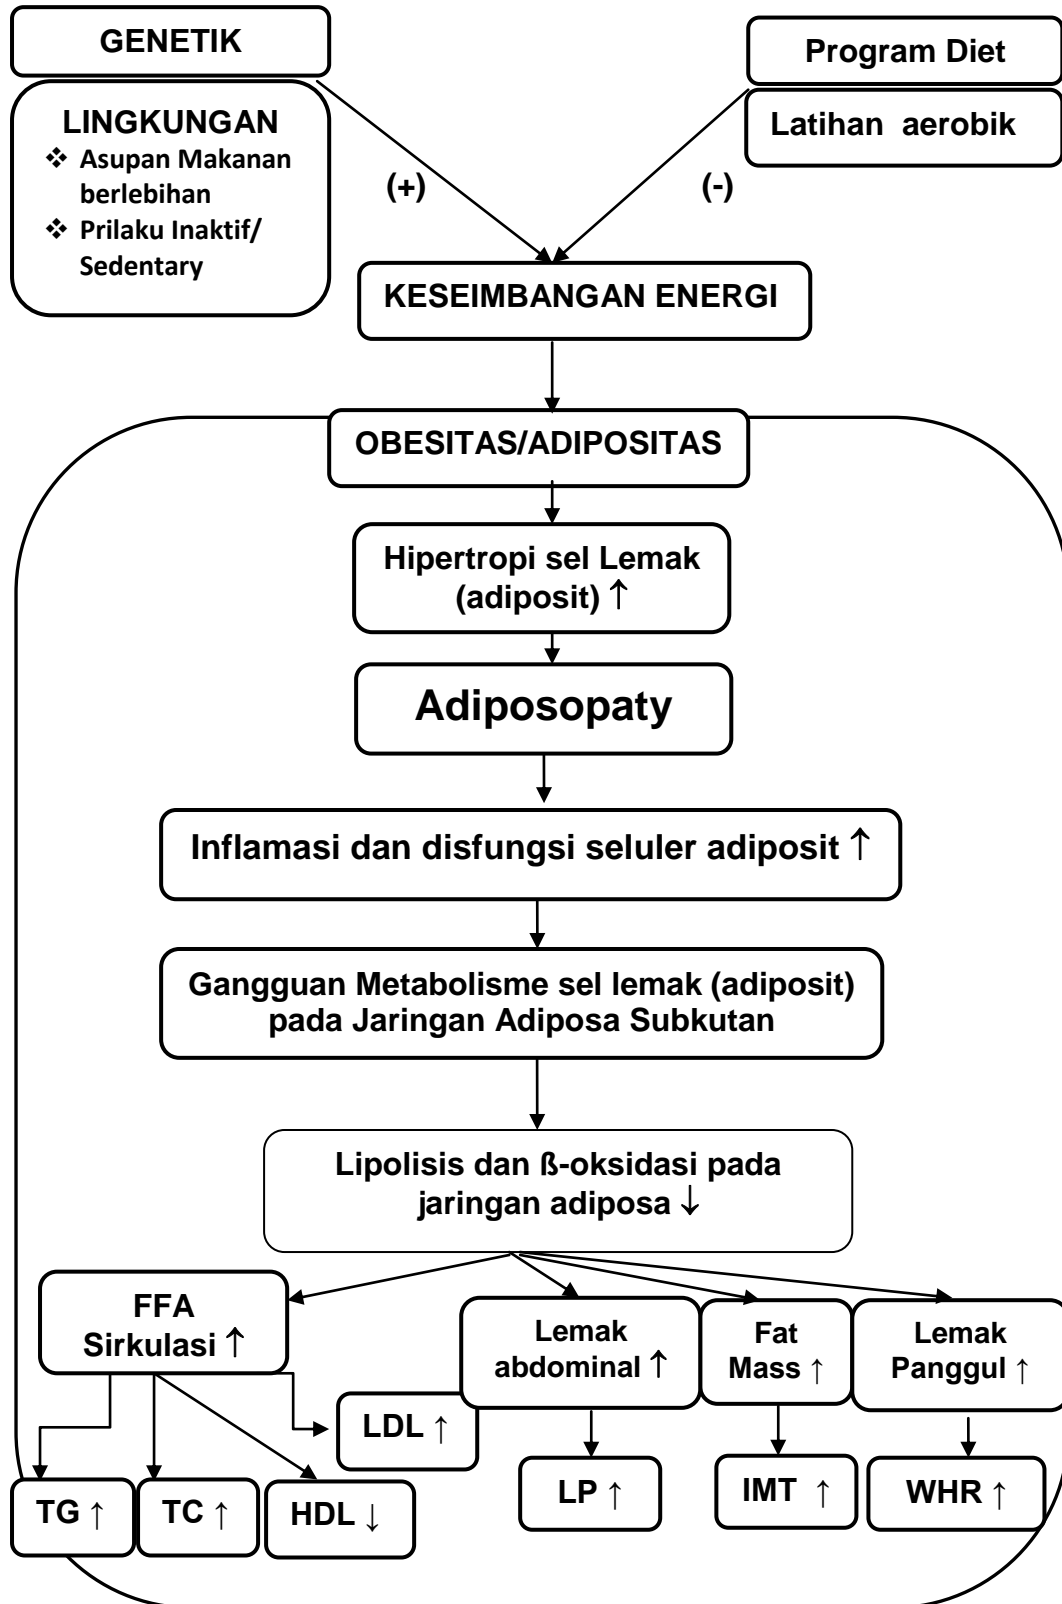 GENETIK
Program Diet
LINGKUNGAN
❖ Asupan Makanan
berlebihan
❖ Prilaku Inaktif/
Sedentary
Latihan aerobik
(+)
(-)
KESEIMBANGAN ENERGI
OBESITAS/ADIPOSITAS
Hipertropi sel Lemak
(adiposit) ↑
Adiposopaty
Inflamasi dan disfungsi seluler adiposit ↑
Gangguan Metabolisme sel lemak (adiposit)
pada Jaringan Adiposa Subkutan
Lipolisis dan ß-oksidasi pada
jaringan adiposa ↓
FFA
Sirkulasi ↑
Lemak
abdominal ↑
Fat
Mass ↑
Lemak
Panggul ↑
LDL ↑
TG ↑
TC ↑
HDL ↓
LP ↑
IMT ↑
WHR ↑